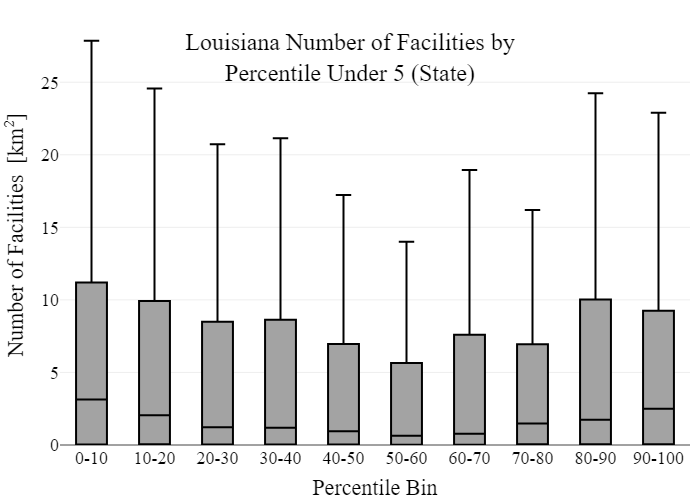 Louisiana Number of Facilities by
Percentile Under 5 (State)
Number of Facilities [km²]
25
20
15
10
5
0
0-10 10-20 20-30 30-40 40-50 50-60 60-70 70-80 80-90 90-100
Percentile Bin